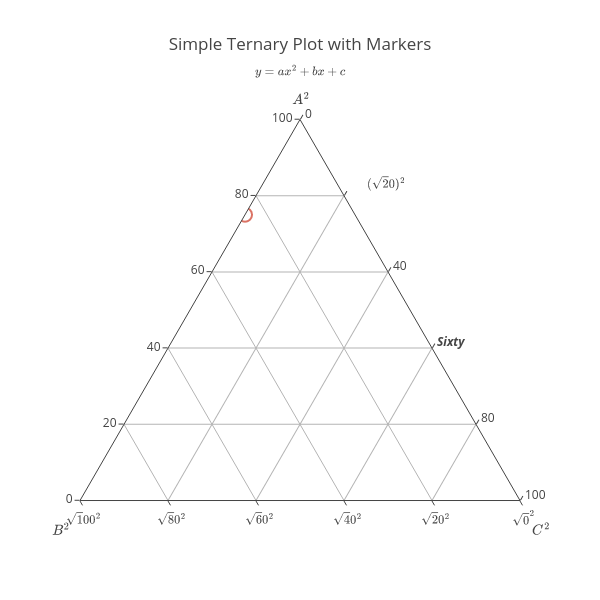 Simple Ternary Plot with Markers
y = ax² + bx + c
A²
100 0
80 (√20)²
60 40
40 Sixty
20 80
0 100
√100² √80² √60² √40² √20² √0²
B² C²